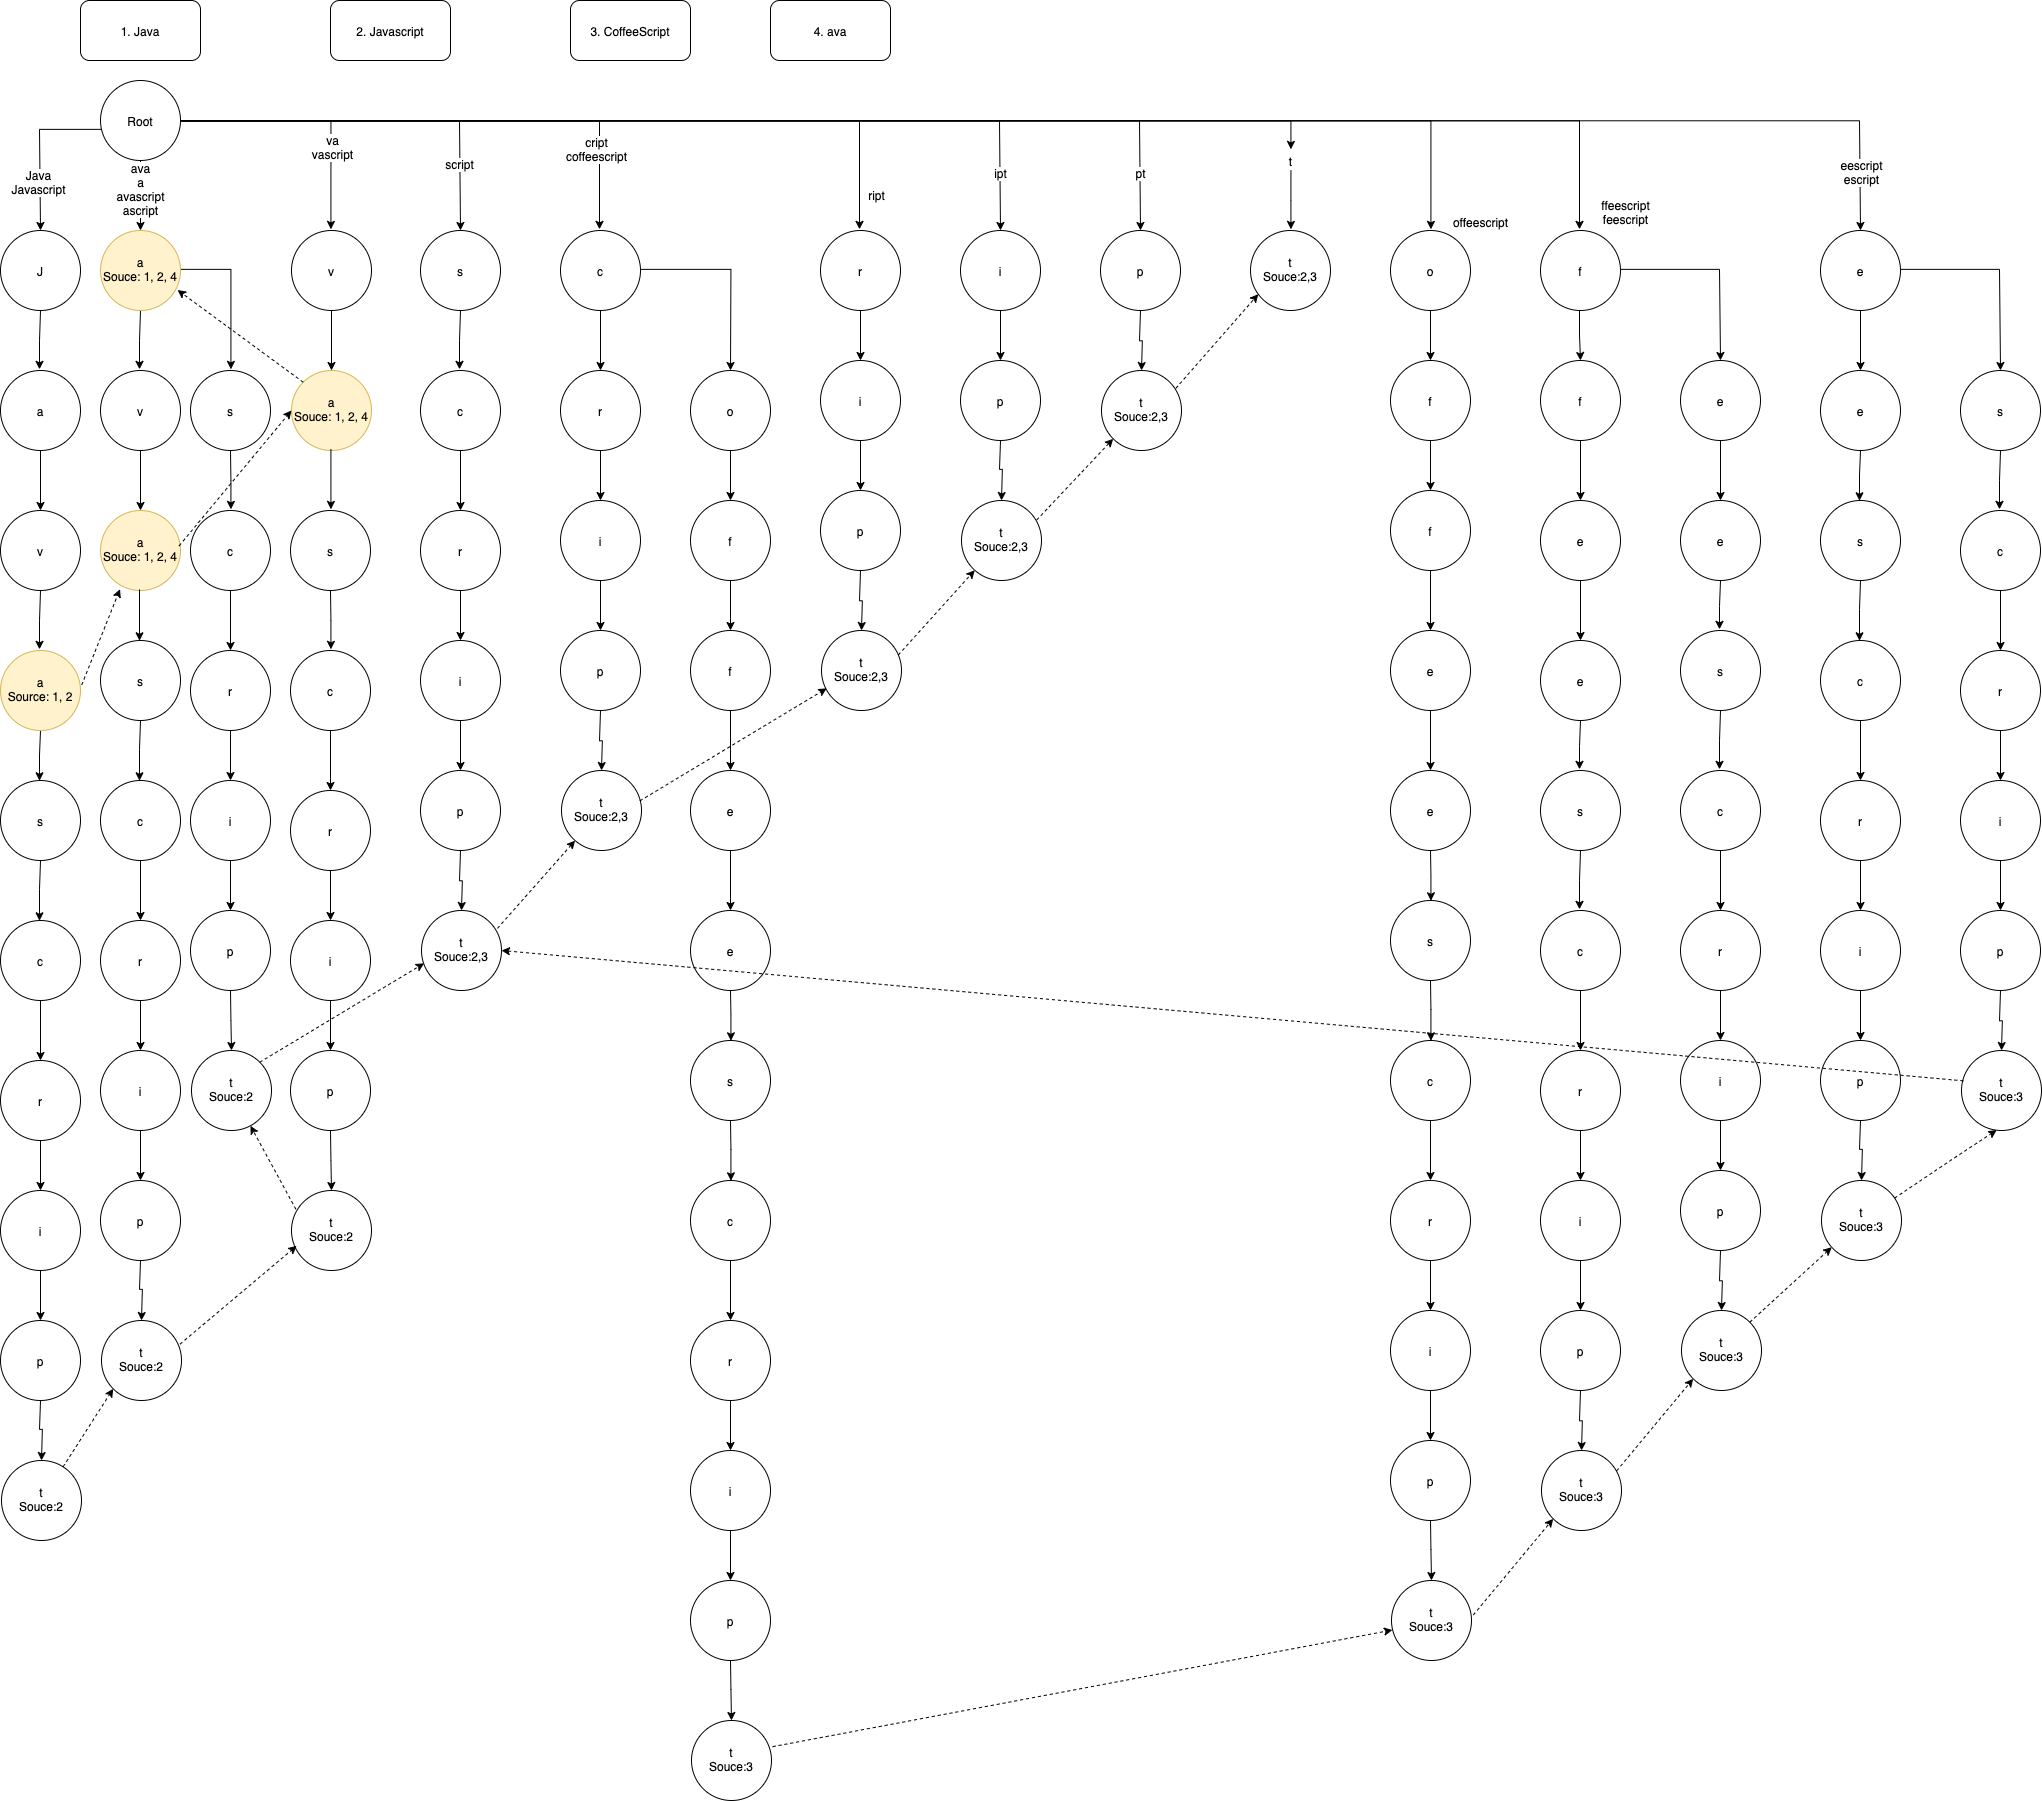 1. Java
2. Javascript
3. CoffeeScript
4. ava
Root
Java
Javascript
ava
a
avascript
ascript
va
vascript
script
cript
coffeescript
ript
ipt
pt
t
offeescript
ffeescript
feescript
eescript
escript
J
a
v
a
Source: 1, 2
s
c
r
i
p
t
Souce:2
a
Souce: 1, 2, 4
v
a
Souce: 1, 2, 4
s
c
r
i
p
t
Souce:2
s
c
r
i
p
t
Souce:2
v
a
Souce: 1, 2, 4
s
c
r
i
p
t
Souce:2
s
c
r
i
p
t
Souce:2,3
c
r
i
p
t
Souce:2,3
o
f
f
e
e
s
c
r
i
p
t
Souce:3
r
i
p
t
Souce:2,3
i
p
t
Souce:2,3
p
t
Souce:2,3
t
Souce:2,3
o
f
f
e
e
s
c
r
i
p
t
Souce:3
f
f
e
e
s
c
r
i
p
t
Souce:3
e
e
s
c
r
i
p
t
Souce:3
e
e
s
c
r
i
p
t
Souce:3
s
c
r
i
p
t
Souce:3